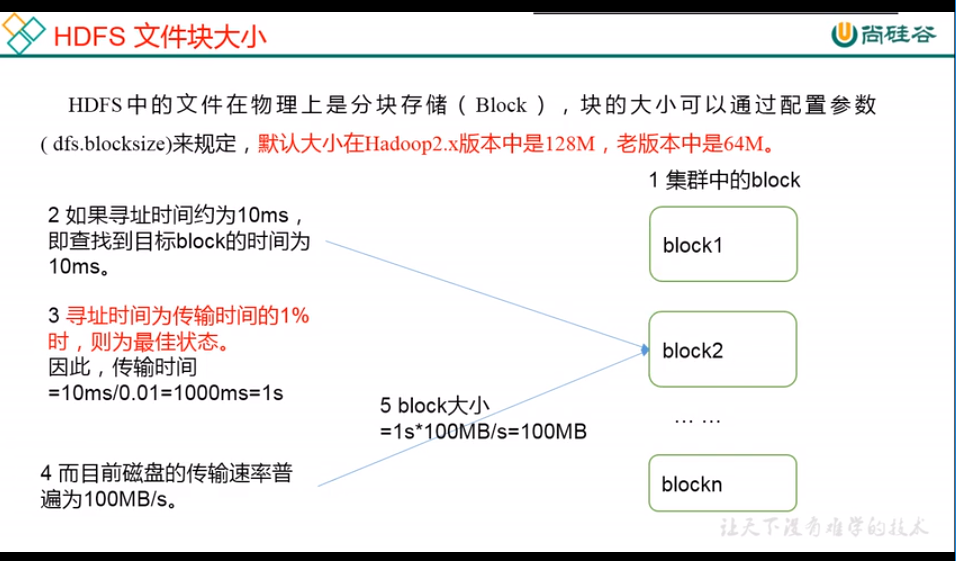 HDFS 文件块大小
尚硅谷
HDFS中的文件在物理上是分块存储（Block），块的大小可以通过配置参数
( dfs.blocksize)来规定，默认大小在Hadoop2.x版本中是128M，老版本中是64M。
1 集群中的block
2 如果寻址时间约为10ms，
即查找到目标block的时间为
10ms。
block1
3 寻址时间为传输时间的1%
时，则为最佳状态。
因此，传输时间
=10ms/0.01=1000ms=1s
block2
5 block大小
=1s*100MB/s=100MB
… …
4 而目前磁盘的传输速率普
遍为100MB/s。
blockn
让天下没有难学的技术